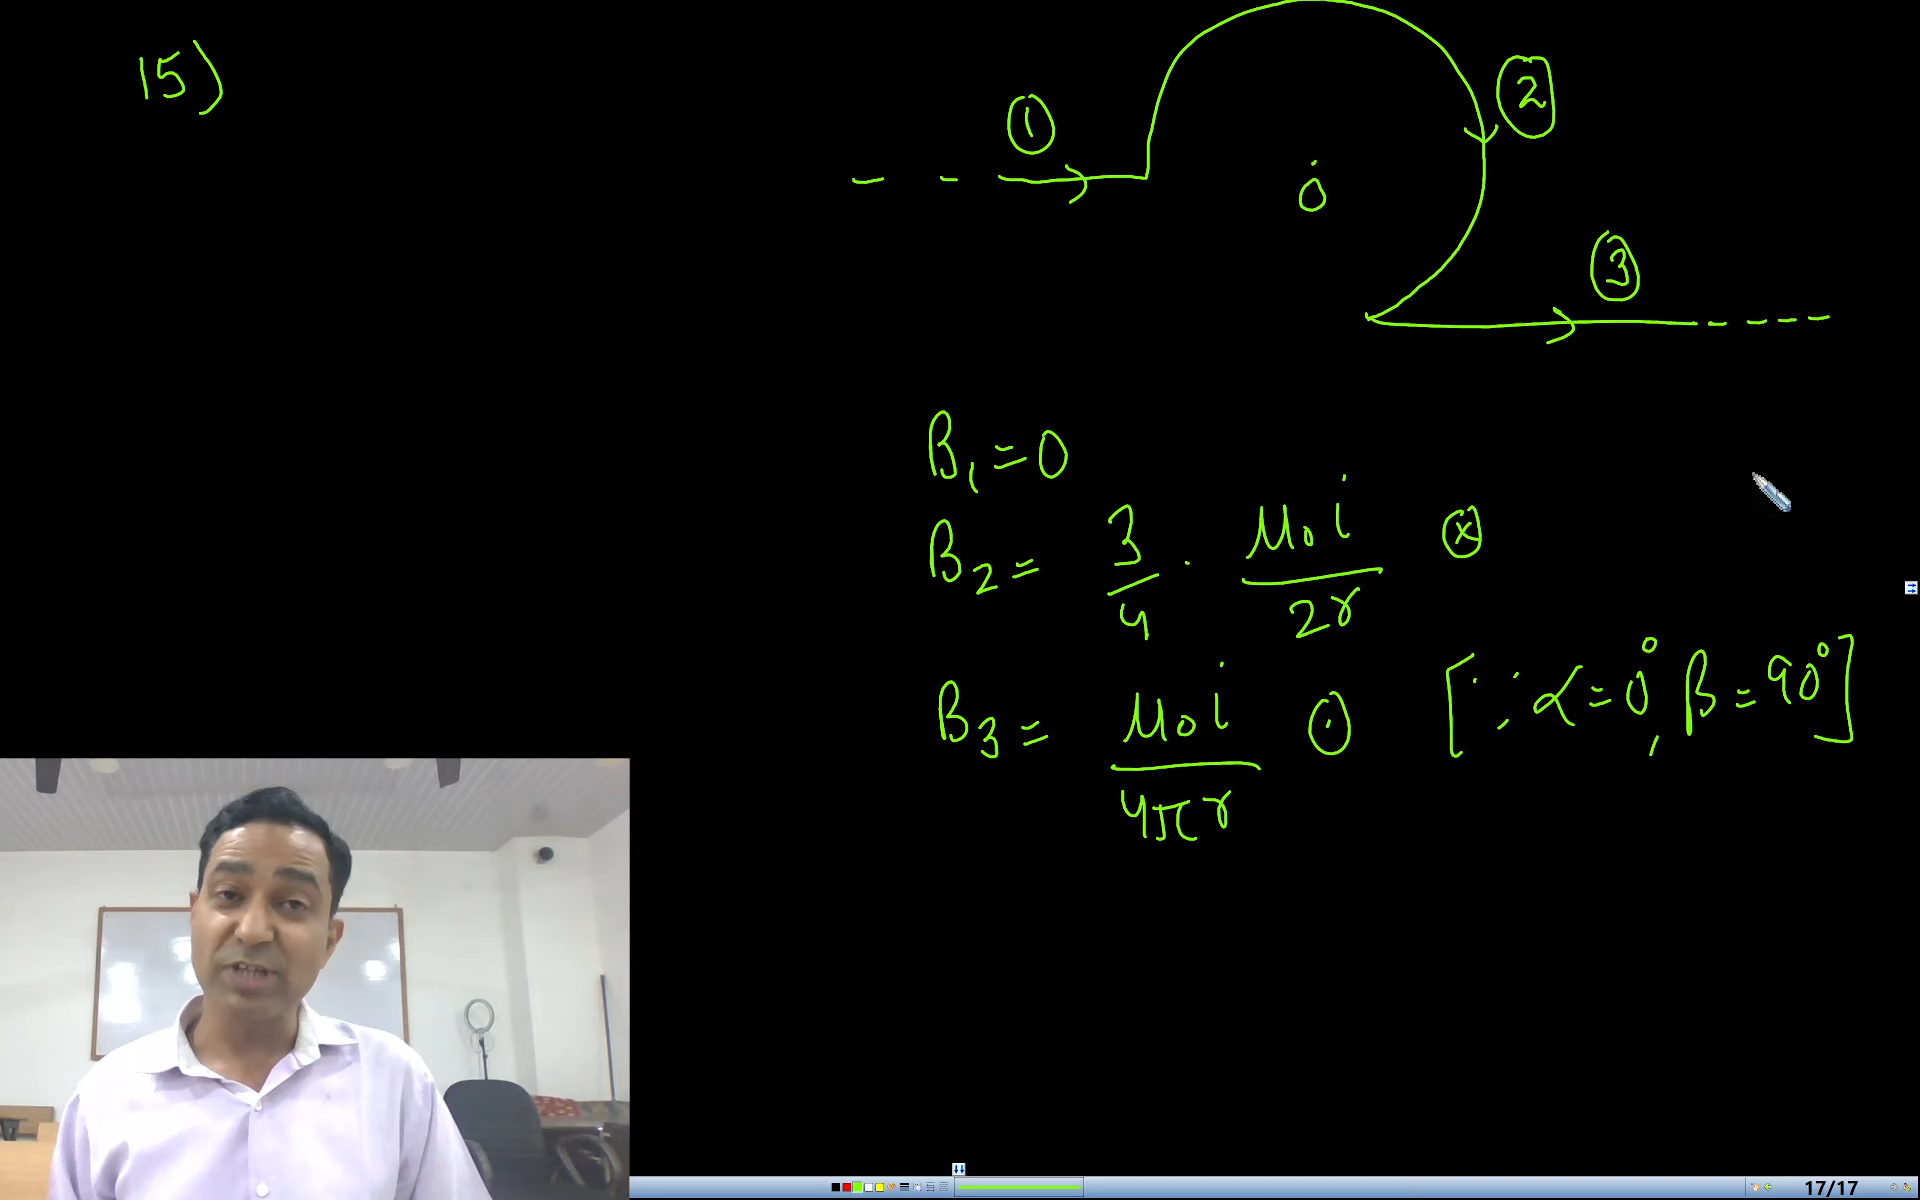 15)
①
②
O
③
B₁ = 0
B₂ = 3/4 · μ₀i/2r ⊗
B₃ = μ₀i/4πr ⊙ [∵ α = 0°, β = 90°]
17/17